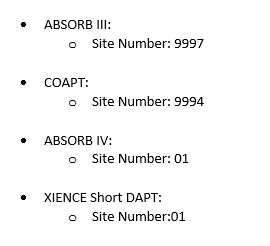 • ABSORB III:
o Site Number: 9997
• COAPT:
o Site Number: 9994
• ABSORB IV:
o Site Number: 01
• XIENCE Short DAPT:
o Site Number:01